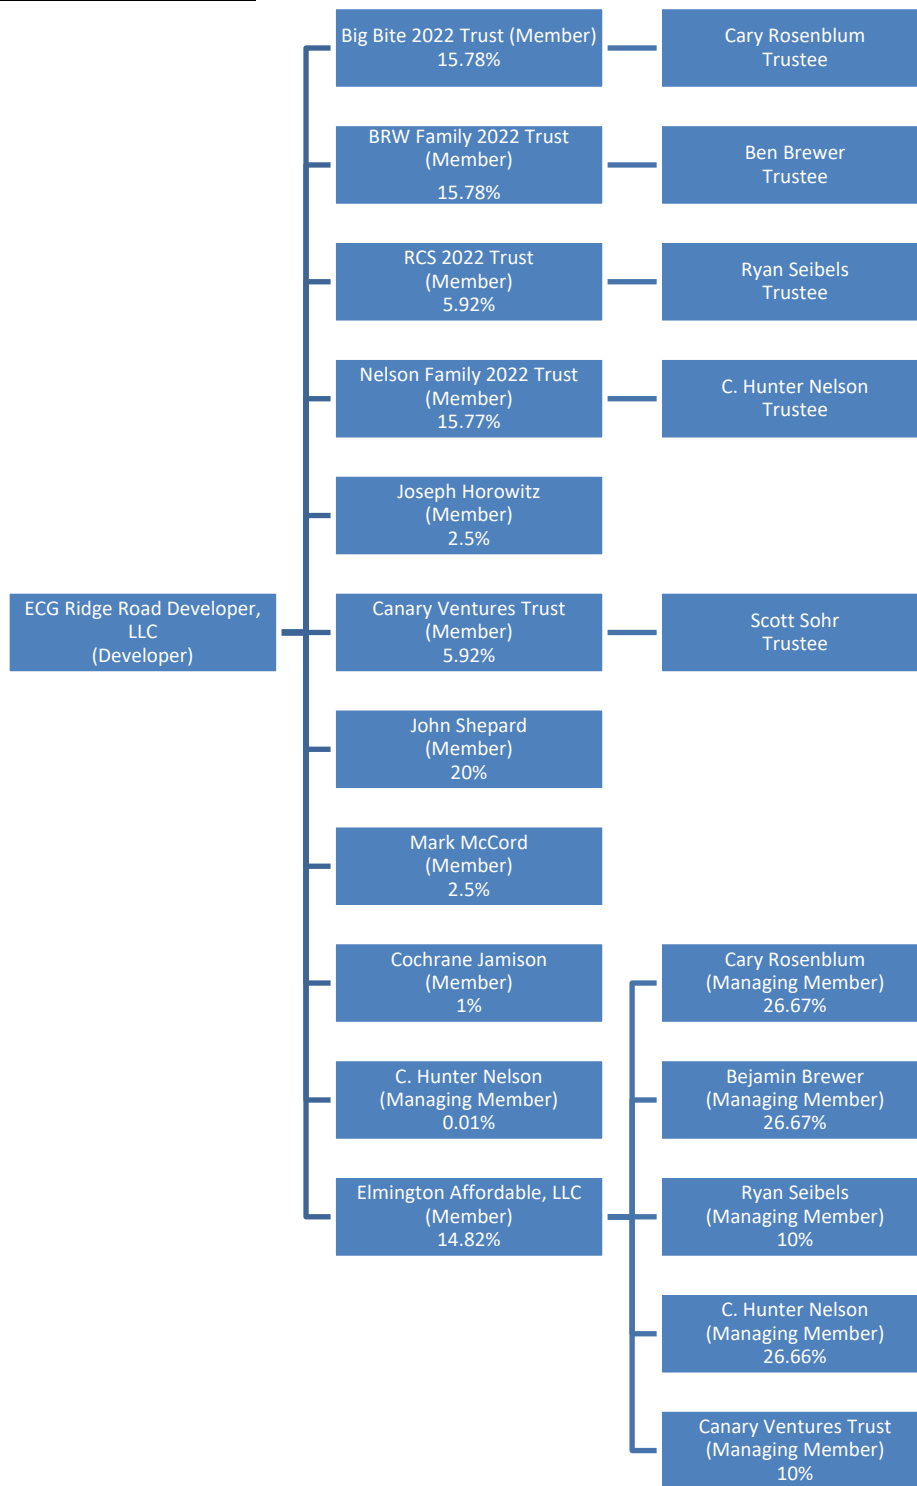 Big Bite 2022 Trust (Member)
15.78%
Cary Rosenblum
Trustee
BRW Family 2022 Trust
(Member)
15.78%
Ben Brewer
Trustee
RCS 2022 Trust
(Member)
5.92%
Ryan Seibels
Trustee
Nelson Family 2022 Trust
(Member)
15.77%
C. Hunter Nelson
Trustee
Joseph Horowitz
(Member)
2.5%
ECG Ridge Road Developer,
LLC
(Developer)
Canary Ventures Trust
(Member)
5.92%
Scott Sohr
Trustee
John Shepard
(Member)
20%
Mark McCord
(Member)
2.5%
Cochrane Jamison
(Member)
1%
Cary Rosenblum
(Managing Member)
26.67%
C. Hunter Nelson
(Managing Member)
0.01%
Bejamin Brewer
(Managing Member)
26.67%
Elmington Affordable, LLC
(Member)
14.82%
Ryan Seibels
(Managing Member)
10%
C. Hunter Nelson
(Managing Member)
26.66%
Canary Ventures Trust
(Managing Member)
10%